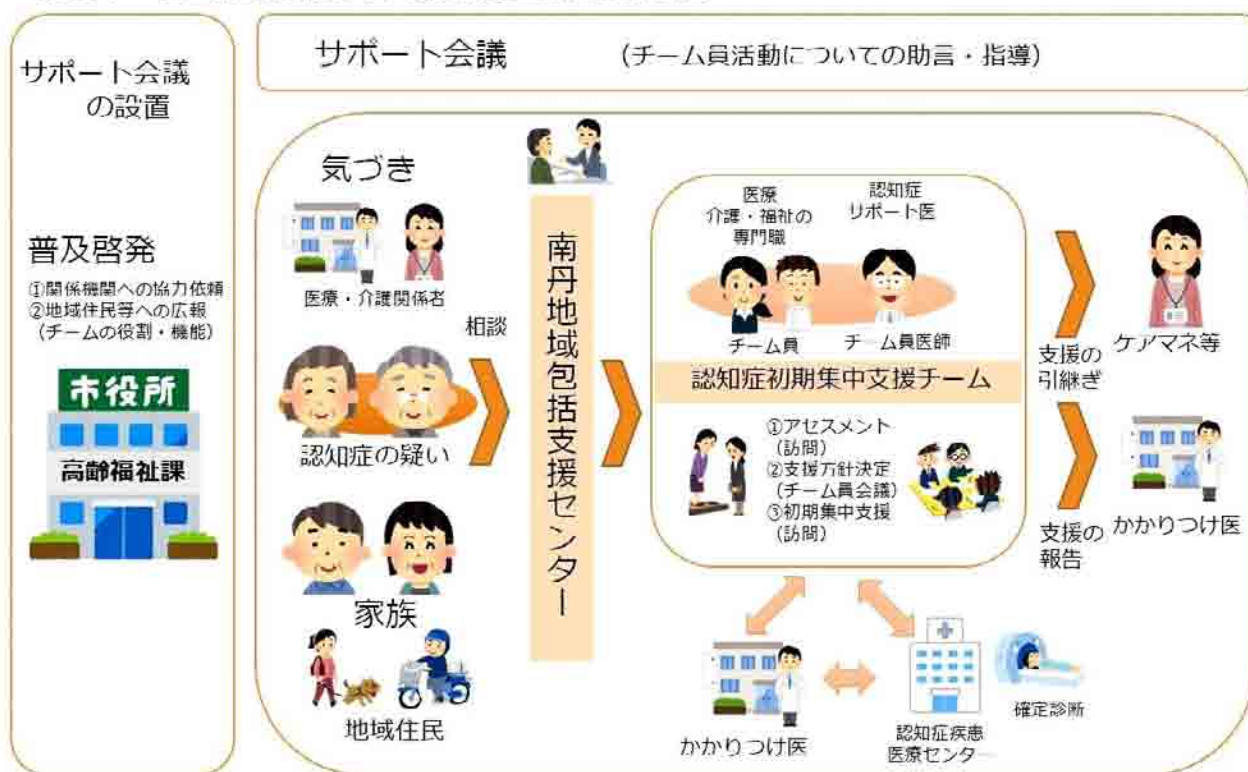 サポート会議
の設置
普及啓発
①関係機関への協力依頼
②地域住民等への広報
(チームの役割・機能)
市役所
高齢福祉課
サポート会議 (チーム員活動についての助言・指導)
気づき
医療・介護関係者
相談
認知症の疑い
家族
地域住民
南丹地域包括支援センター
医療
介護・福祉の
専門職
認知症
サポート医
チーム員
チーム員医師
認知症初期集中支援チーム
①アセスメント
(訪問)
②支援方針決定
(チーム員会議)
③初期集中支援
(訪問)
支援の
引継ぎ
ケアマネ等
支援の
報告
かかりつけ医
かかりつけ医
認知症疾患
医療センター
確定診断